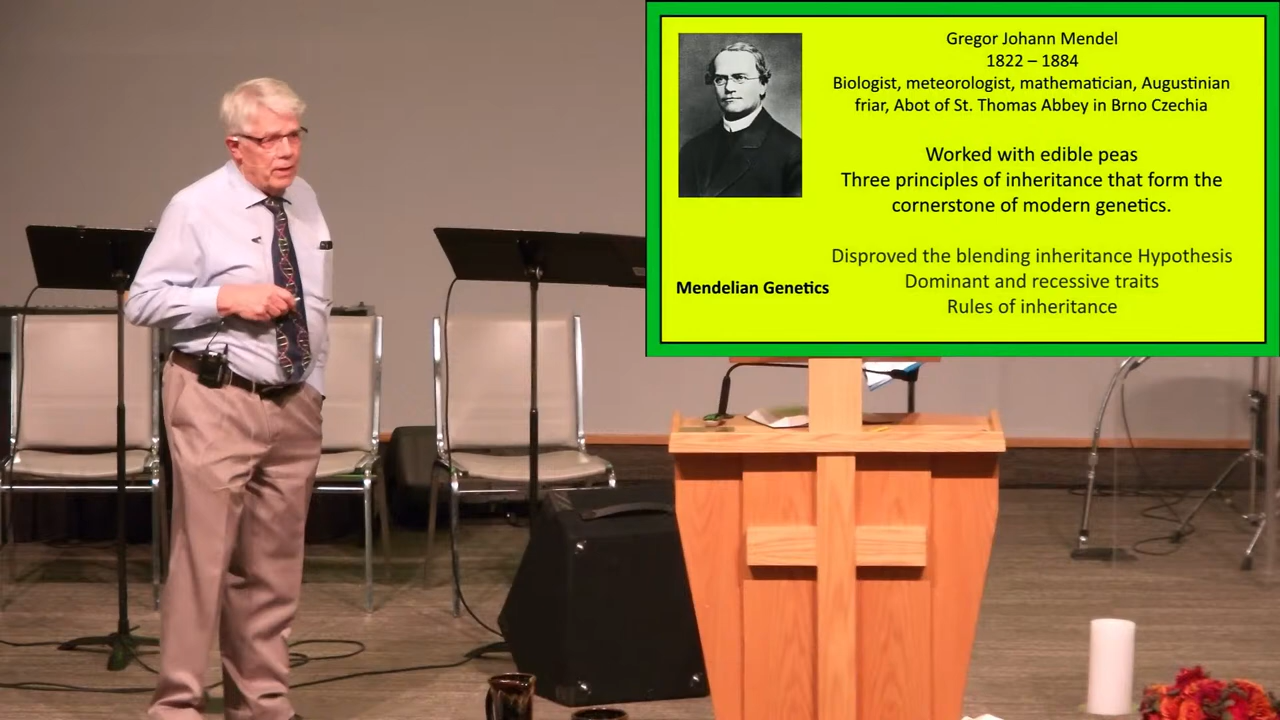 Gregor Johann Mendel
1822 – 1884
Biologist, meteorologist, mathematician, Augustinian
friar, Abot of St. Thomas Abbey in Brno Czechia
Worked with edible peas
Three principles of inheritance that form the
cornerstone of modern genetics.
Disproved the blending inheritance Hypothesis
Dominant and recessive traits
Rules of inheritance
Mendelian Genetics